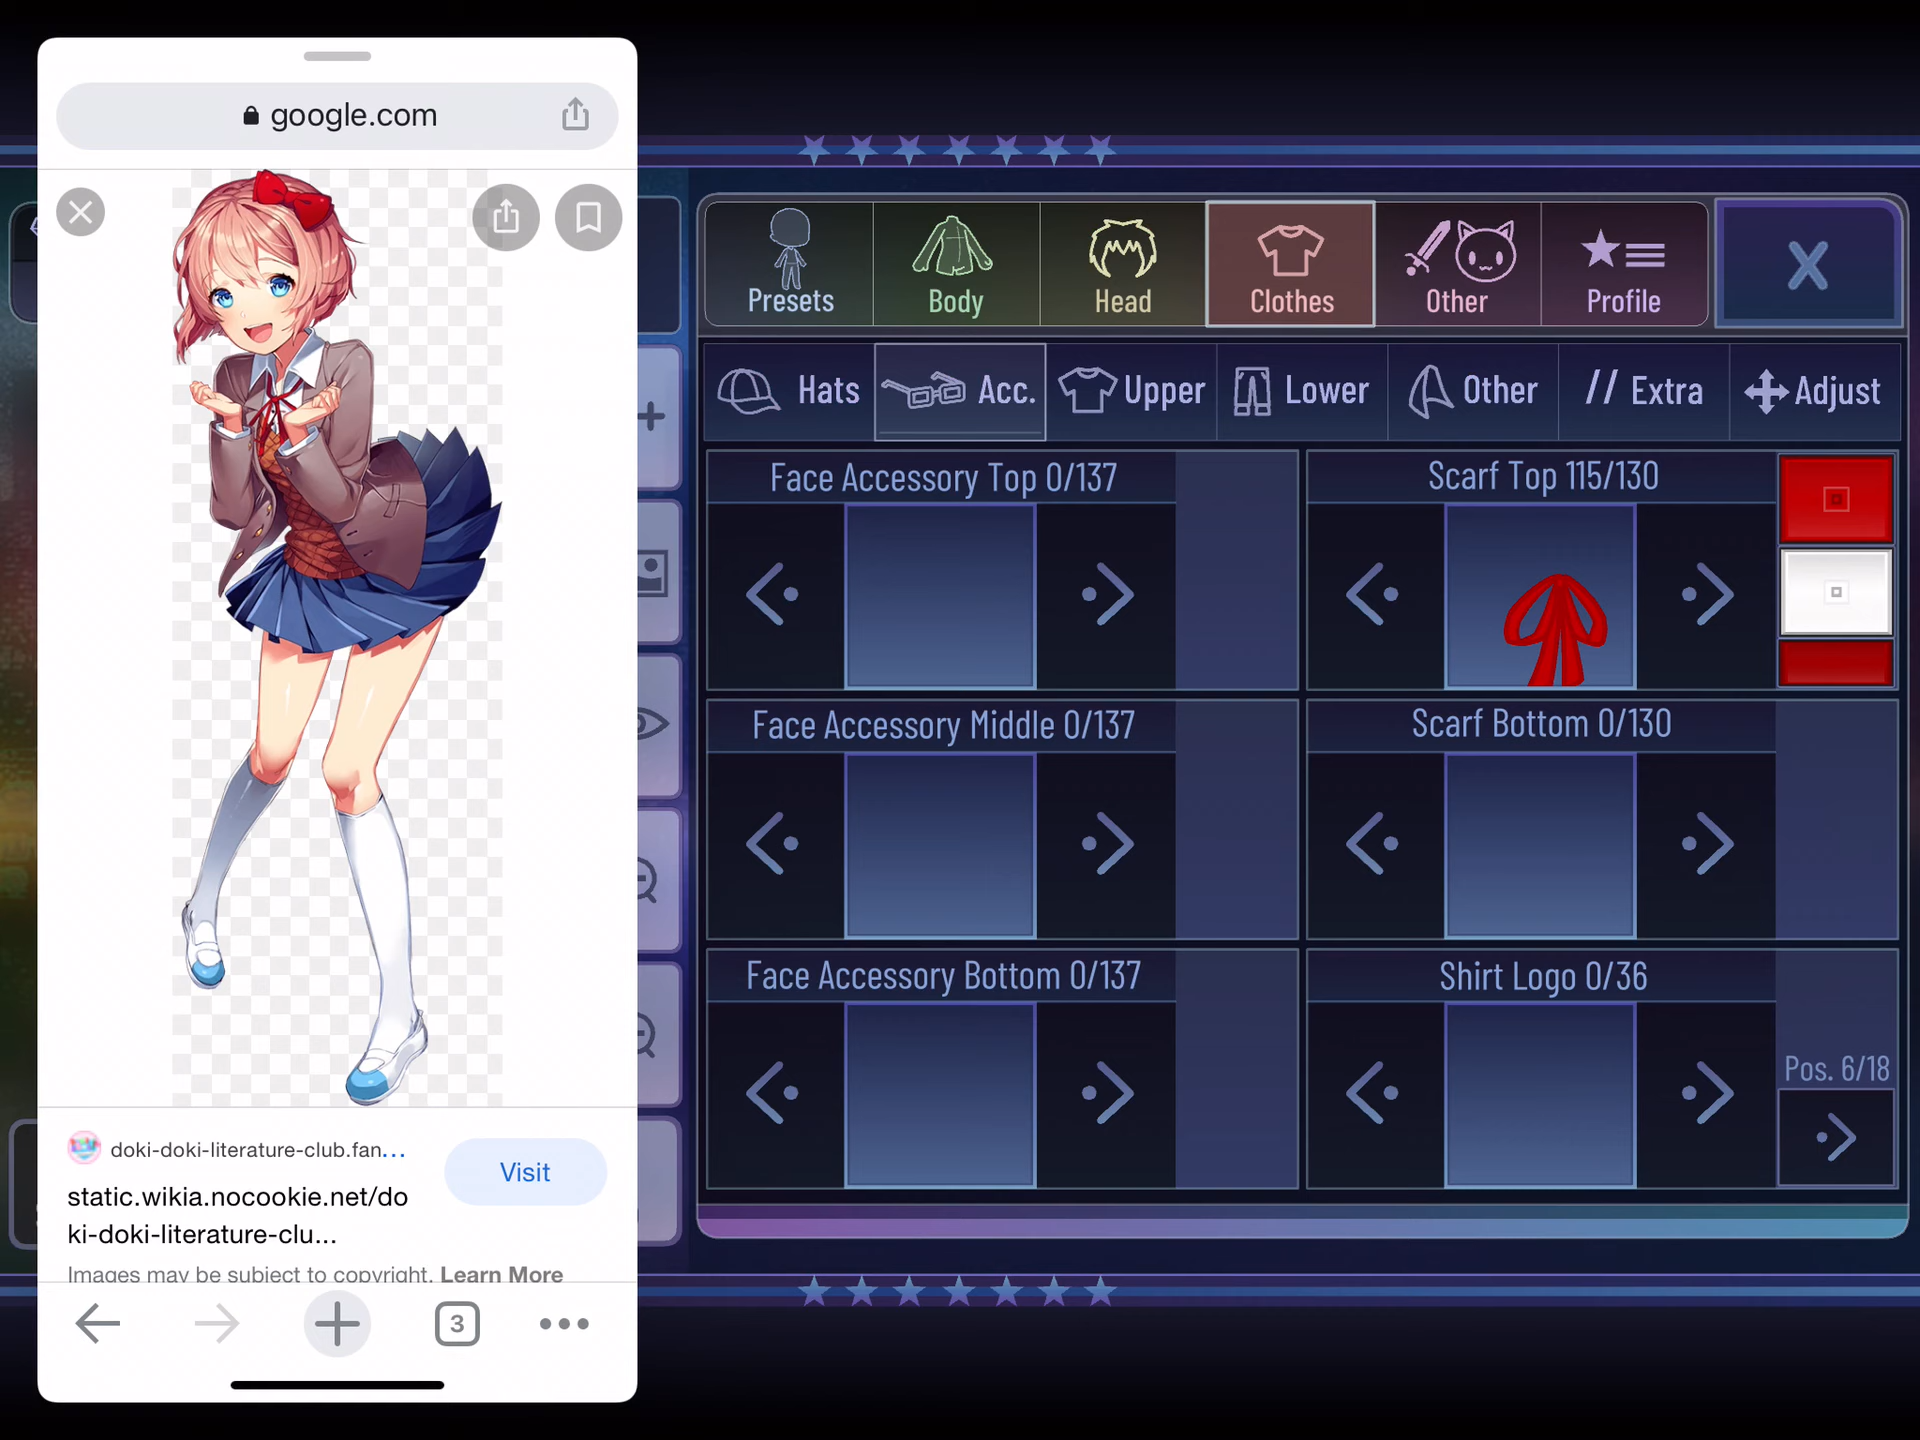 google.com
doki-doki-literature-club.fan...
Visit
static.wikia.nocookie.net/do
ki-doki-literature-clu...
Images may be subject to copyright. Learn More
3
Presets
Body
Head
Clothes
Other
Profile
X
Hats
Acc.
Upper
Lower
Other
// Extra
Adjust
Face Accessory Top 0/137
Scarf Top 115/130
Face Accessory Middle 0/137
Scarf Bottom 0/130
Face Accessory Bottom 0/137
Shirt Logo 0/36
Pos. 6/18